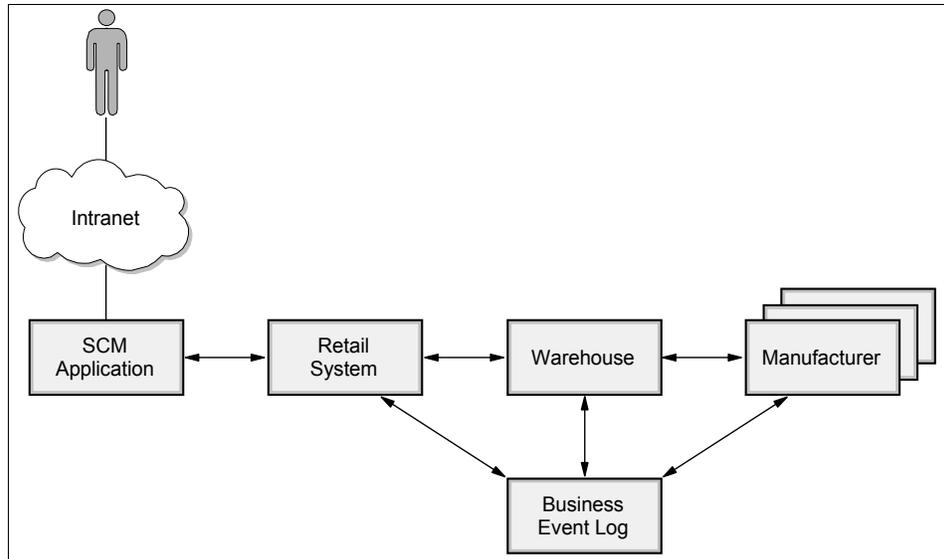 Intranet
SCM
Application
Retail
System
Warehouse
Manufacturer
Business
Event Log